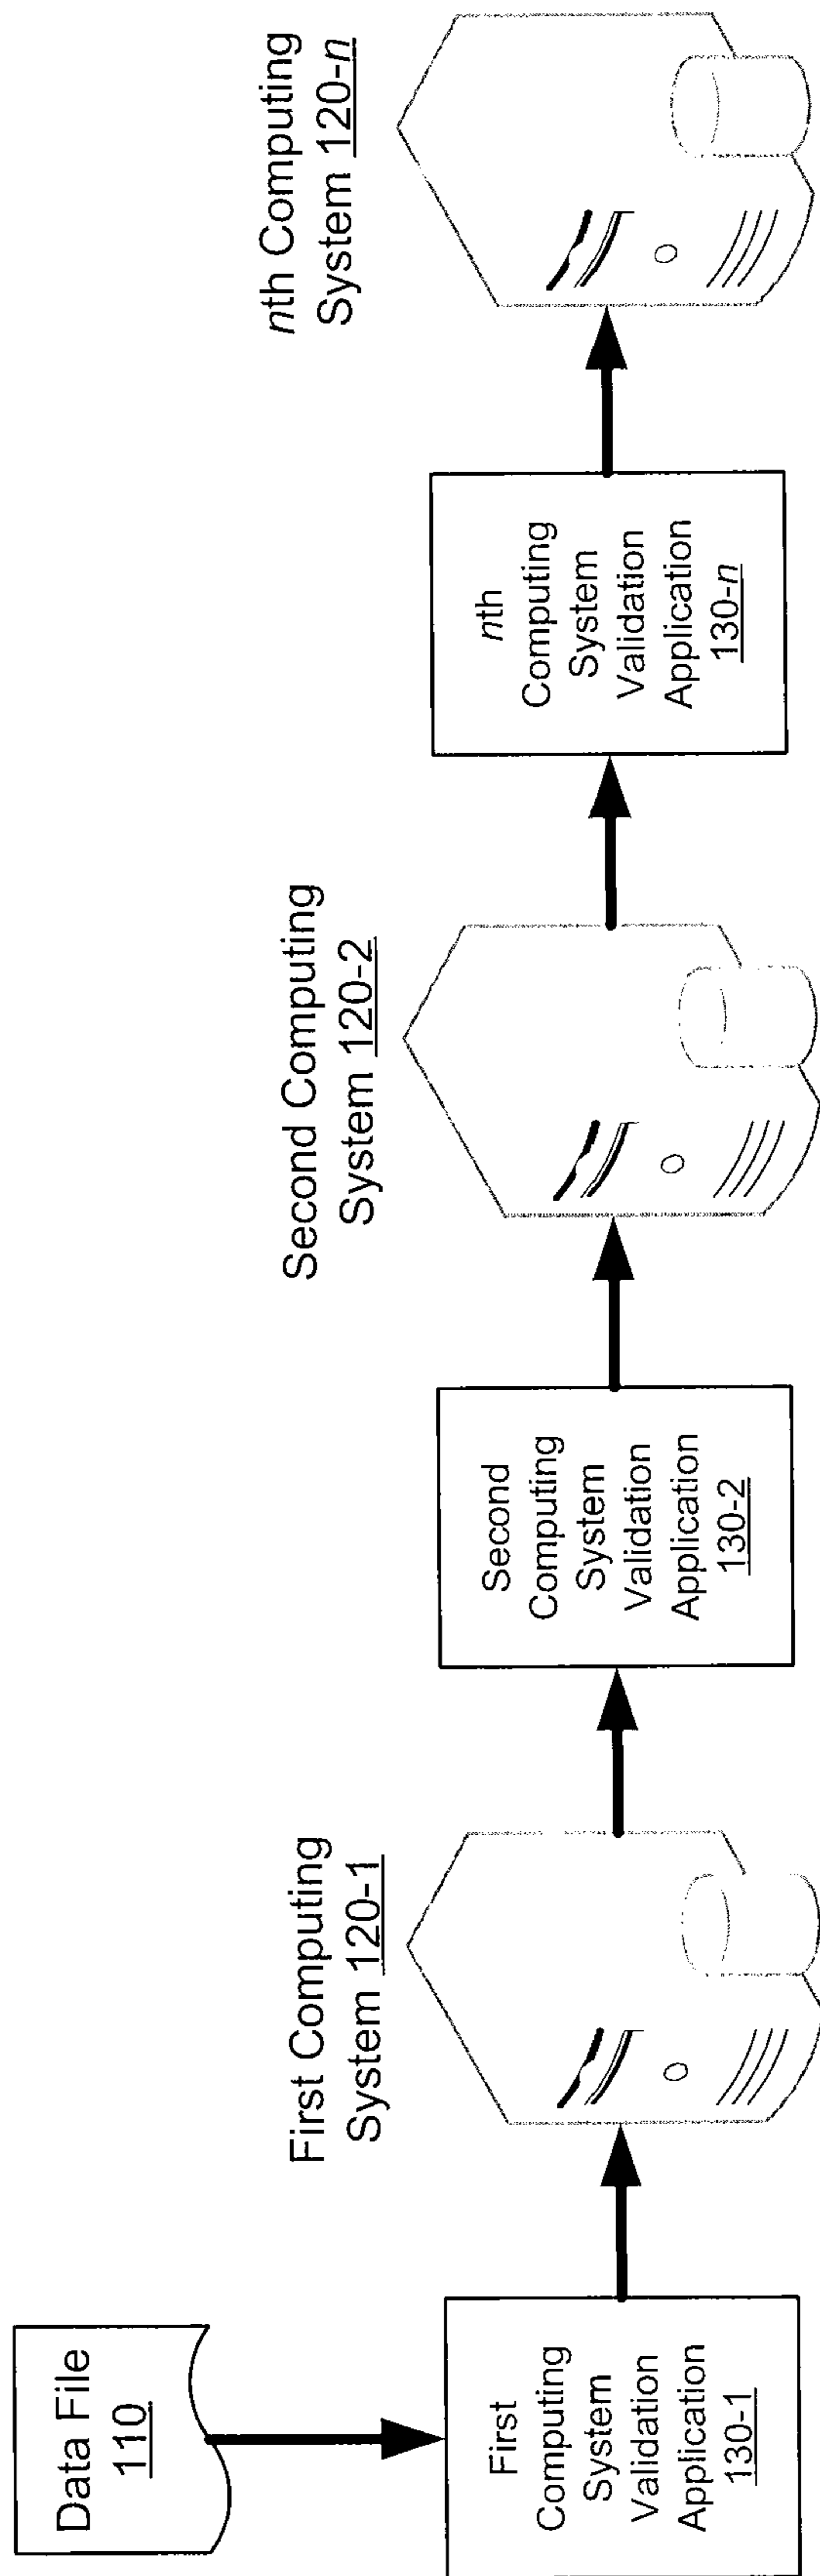 Data File
110
First
Computing
System
Validation
Application
130-1
First Computing
System 120-1
Second
Computing
System
Validation
Application
130-2
Second Computing
System 120-2
nth
Computing
System
Validation
Application
130-n
nth Computing
System 120-n